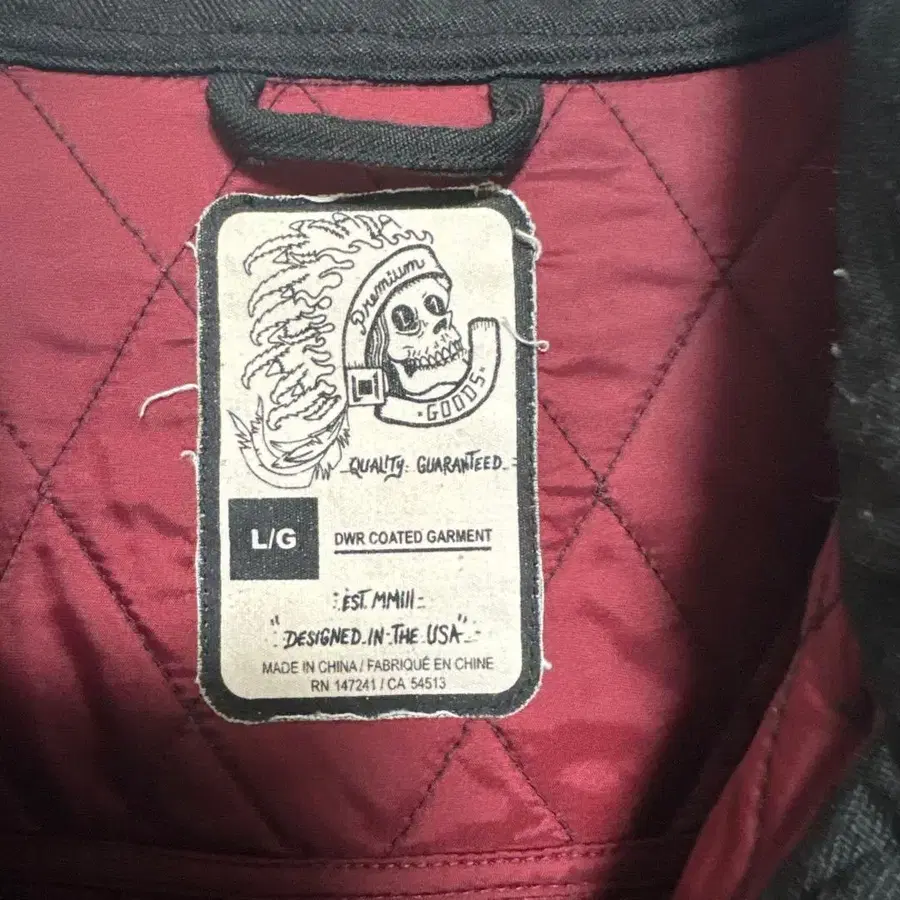 Premium
·GOODS·
QUALITY: GUARANTEED
L/G
DWR COATED GARMENT
EST. MMIII
"DESIGNED IN THE USA"
MADE IN CHINA / FABRIQUÉ EN CHINE
RN 147241 / CA 54513